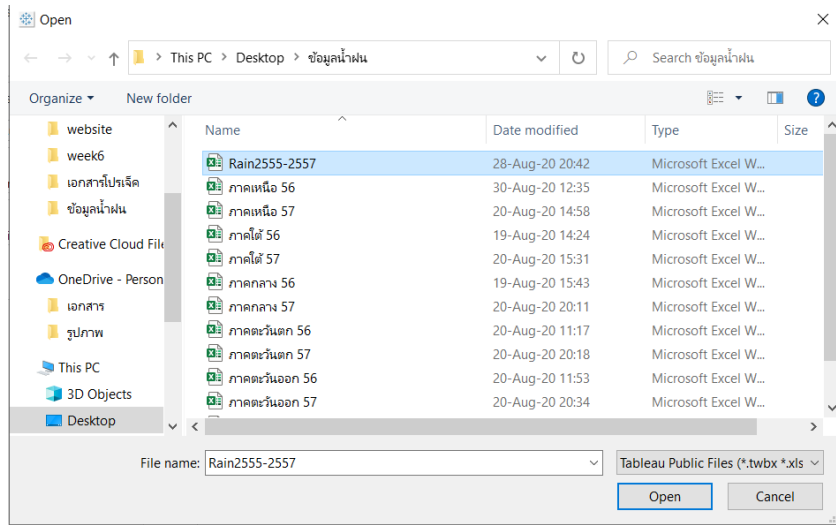 Open
This PC > Desktop > ข้อมูลน้ำฝน
Search ข้อมูลน้ำฝน
Organize New folder
website
week6
เอกสารโปรเจ็ค
ข้อมูลน้ำฝน
Creative Cloud File
OneDrive - Person
เอกสาร
รูปภาพ
This PC
3D Objects
Desktop
Name Date modified Type Size
Rain2555-2557 28-Aug-20 20:42 Microsoft Excel W...
ภาคเหนือ 56 30-Aug-20 12:35 Microsoft Excel W...
ภาคเหนือ 57 20-Aug-20 14:58 Microsoft Excel W...
ภาคใต้ 56 19-Aug-20 14:24 Microsoft Excel W...
ภาคใต้ 57 20-Aug-20 15:31 Microsoft Excel W...
ภาคกลาง 56 19-Aug-20 15:43 Microsoft Excel W...
ภาคกลาง 57 20-Aug-20 20:11 Microsoft Excel W...
ภาคตะวันตก 56 20-Aug-20 11:17 Microsoft Excel W...
ภาคตะวันตก 57 20-Aug-20 20:18 Microsoft Excel W...
ภาคตะวันออก 56 20-Aug-20 11:53 Microsoft Excel W...
ภาคตะวันออก 57 20-Aug-20 20:34 Microsoft Excel W...
File name: Rain2555-2557 Tableau Public Files (*.twbx *.xls
Open Cancel